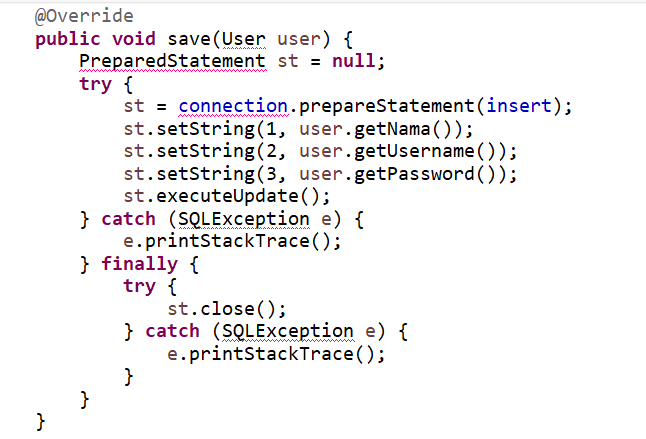 @Override
public void save(User user) {
    PreparedStatement st = null;
    try {
        st = connection.prepareStatement(insert);
        st.setString(1, user.getNama());
        st.setString(2, user.getUsername());
        st.setString(3, user.getPassword());
        st.executeUpdate();
    } catch (SQLException e) {
        e.printStackTrace();
    } finally {
        try {
            st.close();
        } catch (SQLException e) {
            e.printStackTrace();
        }
    }
}